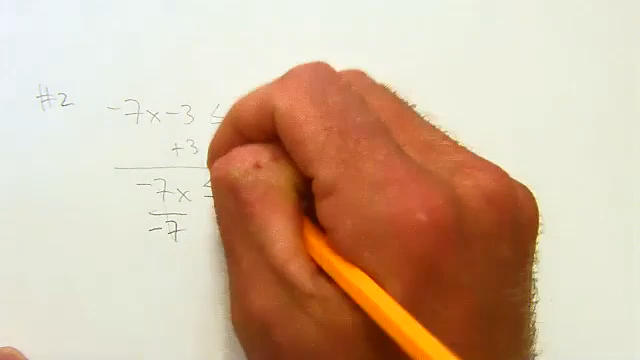 #2
-7x-3 ≤
+3
-7x ≤
-7